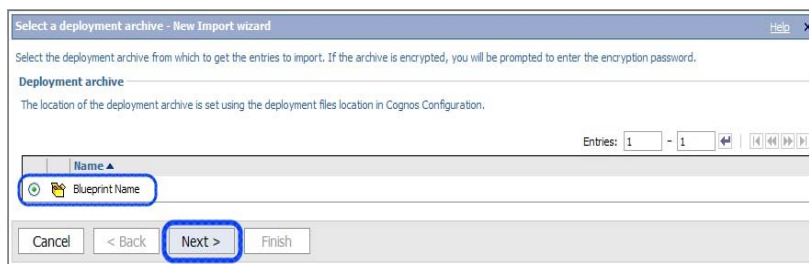 Select a deployment archive - New Import wizard Help
Select the deployment archive from which to get the entries to import. If the archive is encrypted, you will be prompted to enter the encryption password.
Deployment archive
The location of the deployment archive is set using the deployment files location in Cognos Configuration.
Entries: 1 - 1
Name
Blueprint Name
Cancel < Back Next > Finish